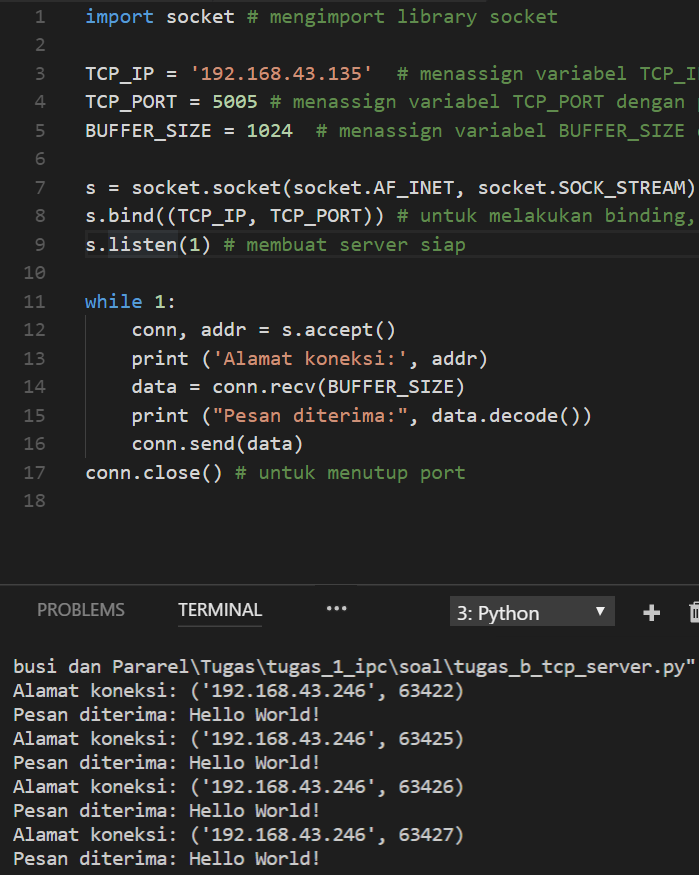 1 import socket # mengimport library socket
2
3 TCP_IP = '192.168.43.135'  # menassign variabel TCP_I
4 TCP_PORT = 5005 # menassign variabel TCP_PORT dengan
5 BUFFER_SIZE = 1024  # menassign variabel BUFFER_SIZE
6
7 s = socket.socket(socket.AF_INET, socket.SOCK_STREAM)
8 s.bind((TCP_IP, TCP_PORT)) # untuk melakukan binding,
9 s.listen(1) # membuat server siap
10
11 while 1:
12     conn, addr = s.accept()
13     print ('Alamat koneksi:', addr)
14     data = conn.recv(BUFFER_SIZE)
15     print ("Pesan diterima:", data.decode())
16     conn.send(data)
17 conn.close() # untuk menutup port
18
PROBLEMS TERMINAL ••• 3: Python
busi dan Pararel\Tugas\tugas_1_ipc\soal\tugas_b_tcp_server.py"
Alamat koneksi: ('192.168.43.246', 63422)
Pesan diterima: Hello World!
Alamat koneksi: ('192.168.43.246', 63425)
Pesan diterima: Hello World!
Alamat koneksi: ('192.168.43.246', 63426)
Pesan diterima: Hello World!
Alamat koneksi: ('192.168.43.246', 63427)
Pesan diterima: Hello World!